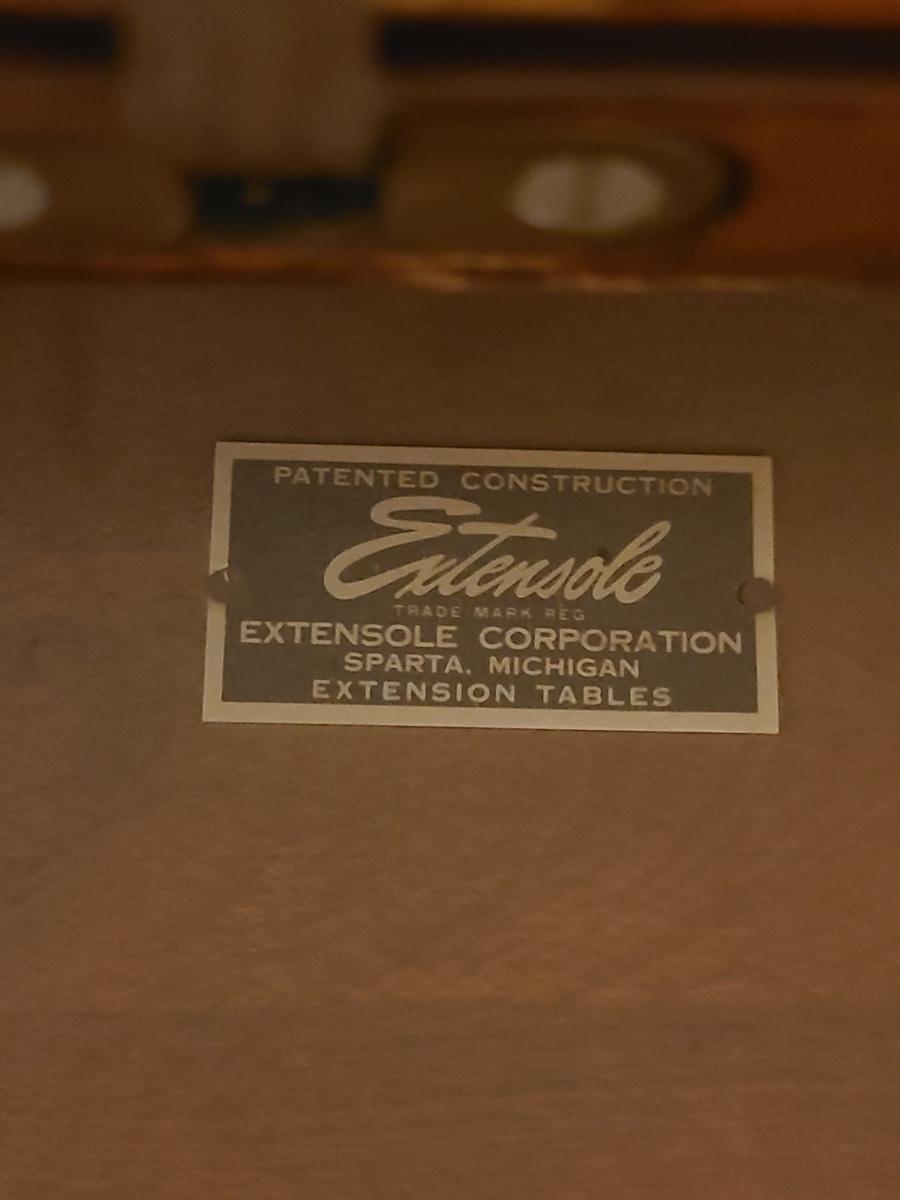 PATENTED CONSTRUCTION
Extensole
TRADE MARK REG
EXTENSOLE CORPORATION
SPARTA. MICHIGAN
EXTENSION TABLES